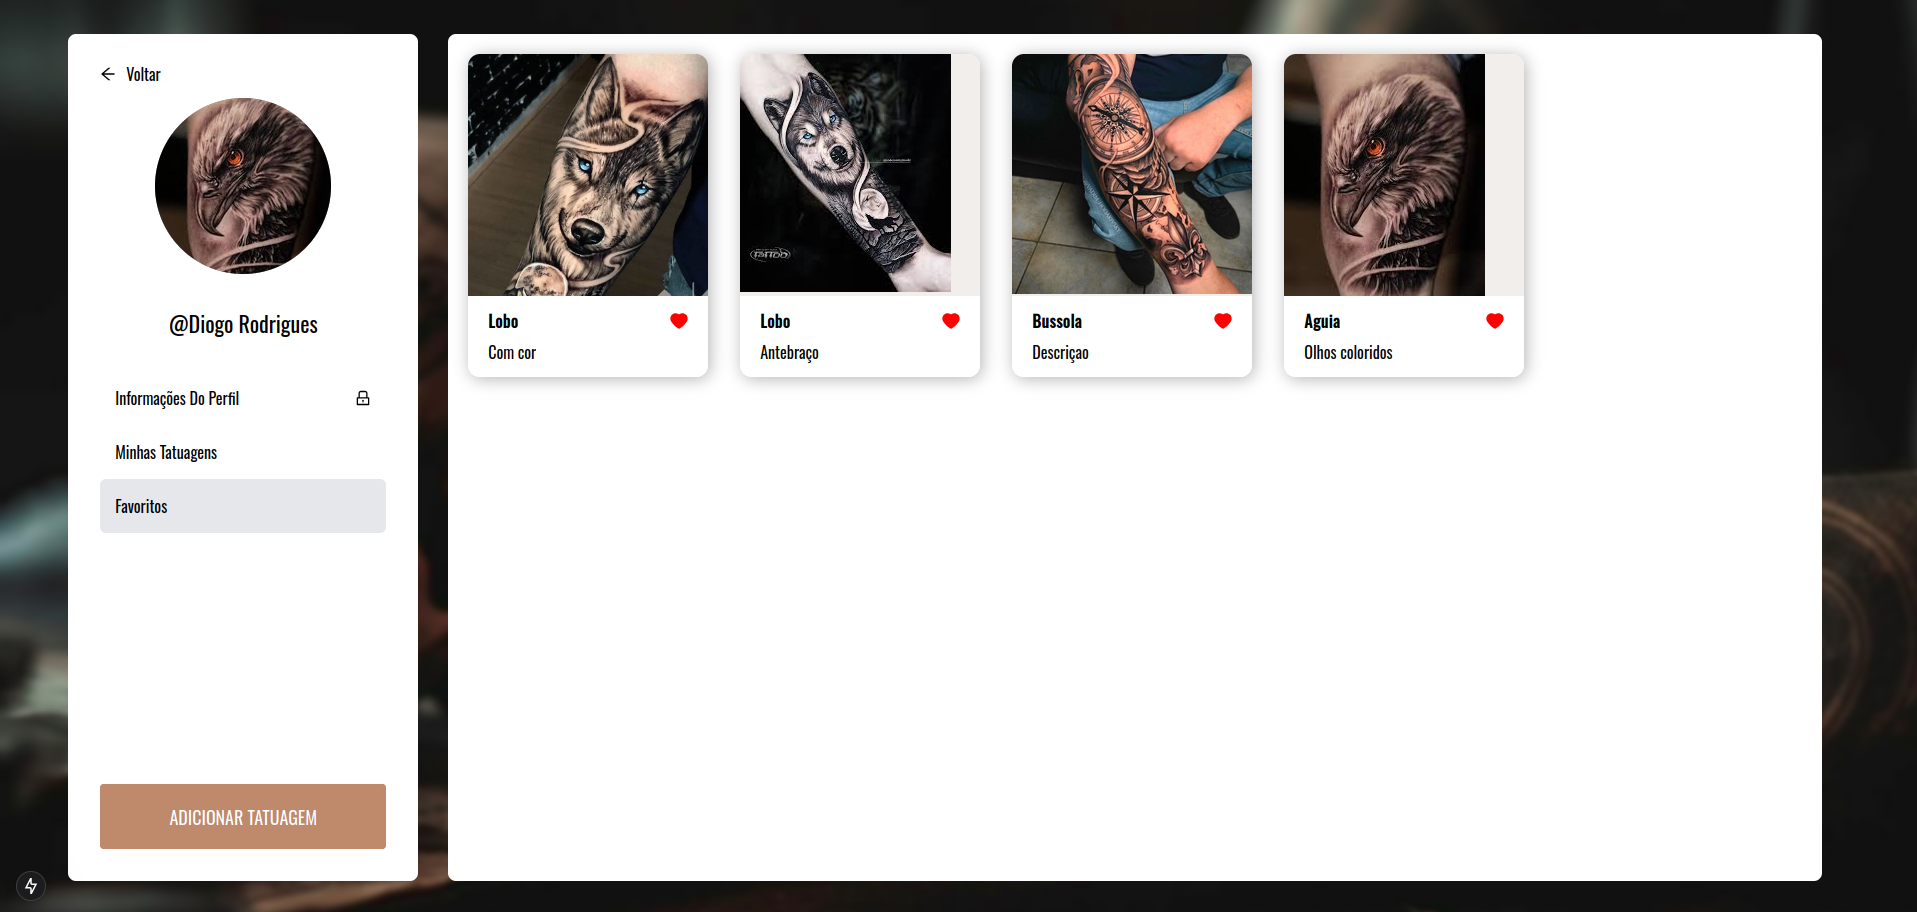 Voltar
@Diogo Rodrigues
Informações Do Perfil
Minhas Tatuagens
Favoritos
ADICIONAR TATUAGEM
Lobo
Com cor
TATTOO
Lobo
Antebraço
Bussola
Descriçao
Aguia
Olhos coloridos